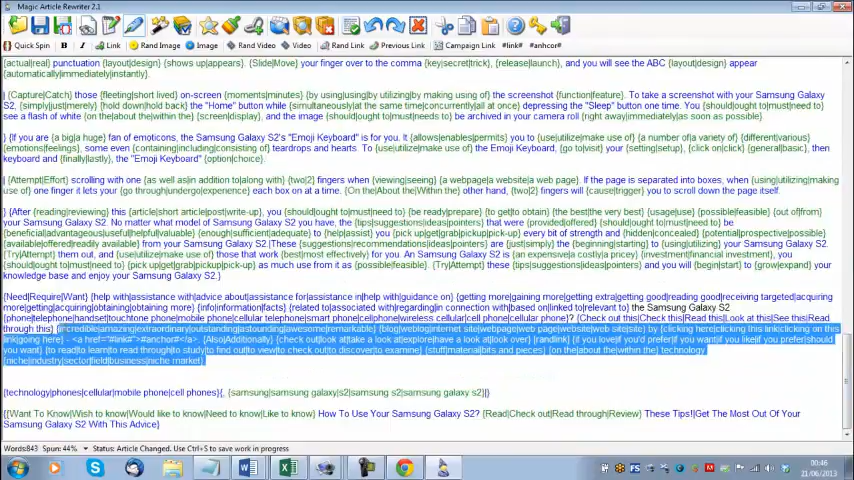 Magic Article Rewriter 2.1
Link Rand Image Image Rand Video Video Rand Link Previous Link Campaign Link #link# #anhcor#
Quick Spin B I
{actual|real} punctuation {layout|design} {shows up|appears}. {Slide|Move} your finger over to the comma {key|secret|trick}, {release|launch}, and you will see the ABC {layout|design} appear
{automatically|immediately|instantly}.
| {Capture|Catch} those {fleeting|short lived} on-screen {moments|minutes} {by using|using|by utilizing|by making use of} the screenshot {function|feature}. To take a screenshot with your Samsung Galaxy
S2, {simply|just|merely} {hold down|hold back} the "Home" button while {simultaneously|at the same time|concurrently|all at once} depressing the "Sleep" button one time. You {should|ought to|must|need to}
see a flash of white {on the|about the|within the} {screen|display}, and the image {should|ought to|must|need to} be archived in your camera roll {right away|immediately|as soon as possible}.
} {If you are {a big|a huge} fan of emoticons, the Samsung Galaxy S2's "Emoji Keyboard" is for you. It {allows|enables|permits} you to {use|utilize|make use of} {a number of|a variety of} {different|various}
{emotions|feelings}, some even {containing|including|consisting of} teardrops and hearts. To {use|utilize|make use of} the Emoji Keyboard, {go to|visit} your {setting|setup}, {click on|click} {general|basic}, then
keyboard and {finally|lastly}, the "Emoji Keyboard" {option|choice}.
| {Attempt|Effort} scrolling with one {as well as|in addition to|along with} {two|2} fingers when {viewing|seeing} {a webpage|a website|a web page}. If the page is separated into boxes, when {using|utilizing|making
use of} one finger it lets your {go through|undergo|experience} each box on at a time. {On the|About the|Within the} other hand, {two|2} fingers will {cause|trigger} you to scroll down the page itself.
} {After {reading|reviewing} this {article|short article|post|write-up}, you {should|ought to|must|need to} {be ready|prepare} {to get|to obtain} {the best|the very best} {usage|use} {possible|feasible} {out of|from}
your Samsung Galaxy S2. No matter what model of Samsung Galaxy S2 you have, the {tips|suggestions|ideas|pointers} that were {provided|offered} {should|ought to|must|need to} be
{beneficial|advantageous|useful|helpful|valuable} {enough|sufficient|adequate} to {help|assist} you {pick up|get|grab|pickup|pick-up} every bit of strength and {hidden|concealed} {potential|prospective|possible}
{available|offered|readily available} from your Samsung Galaxy S2.|These {suggestions|recommendations|ideas|pointers} are {just|simply} the {beginning|starting} to {using|utilizing} your Samsung Galaxy S2.
{Try|Attempt} them out, and {use|utilize|make use of} those that work {best|most effectively} for you. An Samsung Galaxy S2 is {an expensive|a costly|a pricey} {investment|financial investment}, and you
{should|ought to|must|need to} {pick up|get|grab|pickup|pick-up} as much use from it as {possible|feasible}. {Try|Attempt} these {tips|suggestions|ideas|pointers} and you will {begin|start} to {grow|expand} your
knowledge base and enjoy your Samsung Galaxy S2.}
{Need|Require|Want} {help with|assistance with|advice about|assistance for|assistance in|help with|guidance on} {getting more|getting extra|getting good|receiving targeted|acquiring
more|getting|acquiring|obtaining|obtaining more} {info|information|facts} {related to|associated with|regarding|in connection with|based on|linked to|relevant to} the Samsung Galaxy S2
{phone|telephone|handset|touchtone phone|mobile phone|cellular telephone|smart phone|cellphone|wireless cellular|cell phone|cellular phone}? {Check out this|Check this|Read this|Look at this|See this|Read
through this} {incredible|amazing|extraordinary|outstanding|astounding|awesome|remarkable} {blog|weblog|internet site|webpage|web page|website|web site|site} by {clicking here|clicking this link|clicking on this
link|going here} - <a href="#link#">#anchor#</a>. {Also|Additionally} {check out|look at|take a look at|explore|have a look at|look over} {randlink} {if you love|if you'd prefer|if you want|if you like|if you prefer|should
you want} {to read|to learn|to read through|to study|to find out|to view|to check out|to discover|to examine} {stuff|material|bits and pieces} {on the|about the|within the} technology
{niche|industry|sector|field|business|niche market}
{technology|phones|cellular|mobile phone|cell phones}{, {samsung|samsung galaxy|s2|samsung s2|samsung galaxy s2}|}
{{Want To Know|Wish to know|Would like to know|Need to know|Like to know} How To Use Your Samsung Galaxy S2? {Read|Check out|Read through|Review} These Tips!|Get The Most Out Of Your
Samsung Galaxy S2 With This Advice}
Words:843 Spun: 44% Status: Article Activated. Use Ctrl+S to save work in progress
00:46
21/06/2013